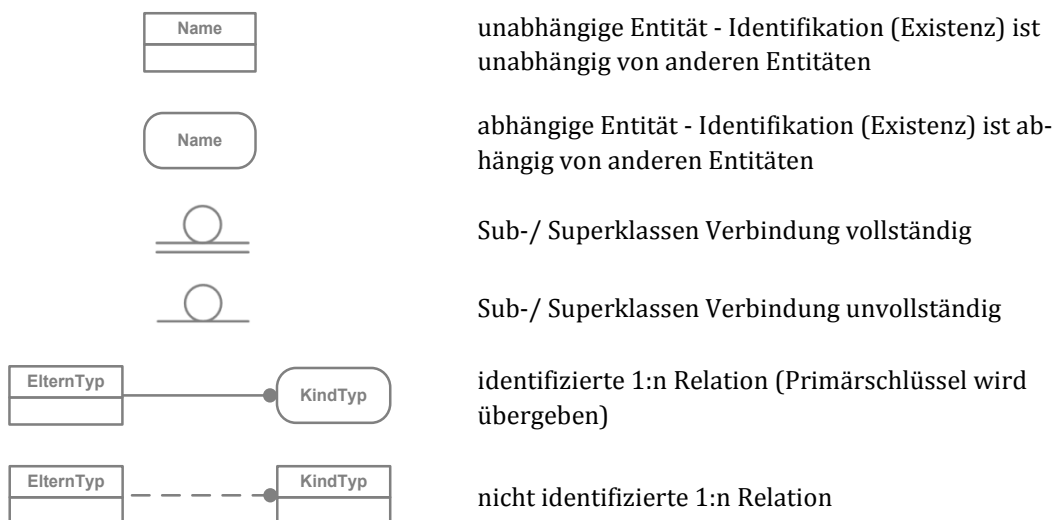 Name
unabhängige Entität - Identifikation (Existenz) ist
unabhängig von anderen Entitäten
Name
abhängige Entität - Identifikation (Existenz) ist ab-
hängig von anderen Entitäten
Sub-/ Superklassen Verbindung vollständig
Sub-/ Superklassen Verbindung unvollständig
ElternTyp
KindTyp
identifizierte 1:n Relation (Primärschlüssel wird
übergeben)
ElternTyp
KindTyp
nicht identifizierte 1:n Relation